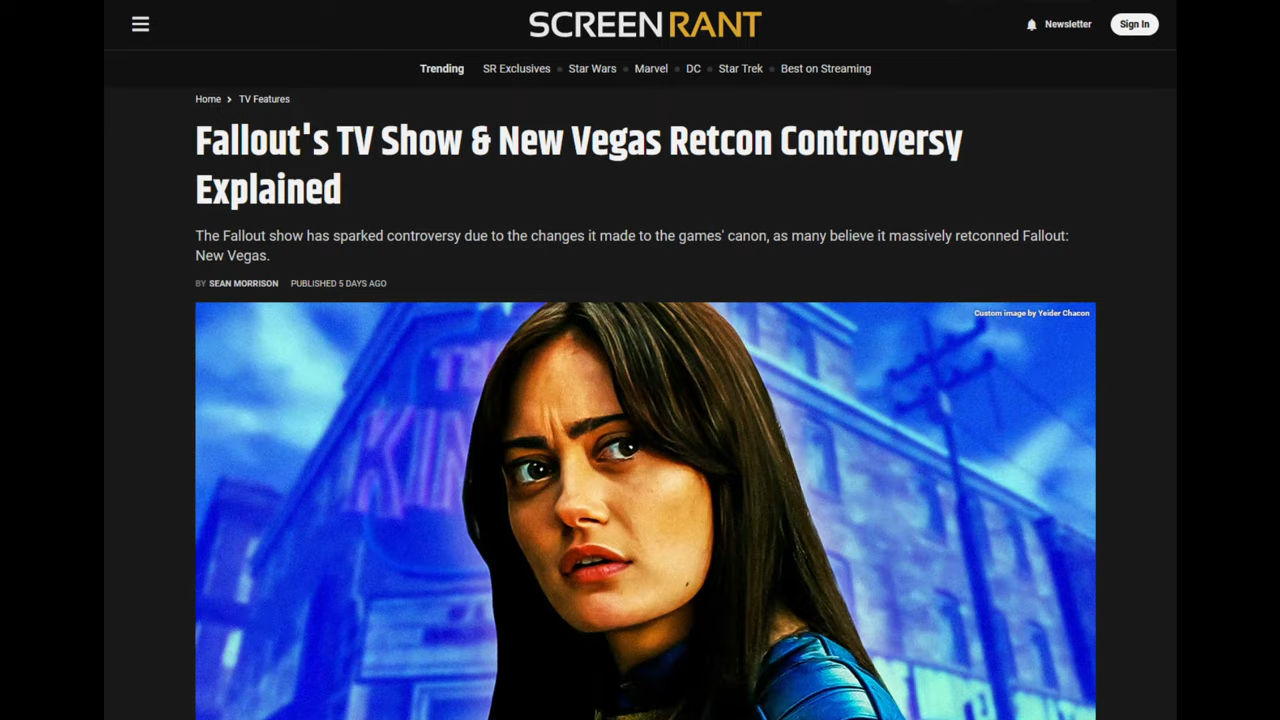 SCREENRANT
Newsletter
Sign In
Trending
SR Exclusives
Star Wars
Marvel
DC
Star Trek
Best on Streaming
Home
TV Features
Fallout's TV Show & New Vegas Retcon Controversy
Explained
The Fallout show has sparked controversy due to the changes it made to the games' canon, as many believe it massively retconned Fallout:
New Vegas.
BY SEAN MORRISON PUBLISHED 5 DAYS AGO
Custom image by Yeider Chacon